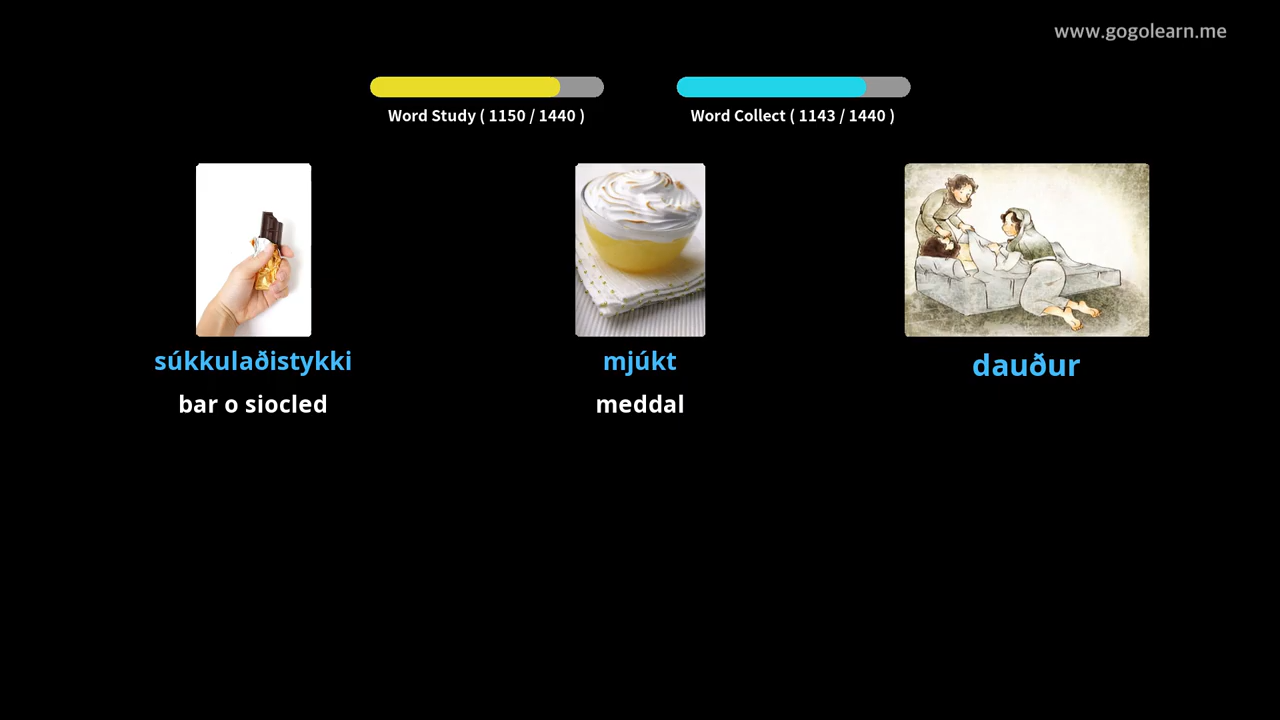 www.gogolearn.me
Word Study ( 1150 / 1440 )
Word Collect ( 1143 / 1440 )
súkkulaðistykki
mjúkt
dauður
bar o siocled
meddal